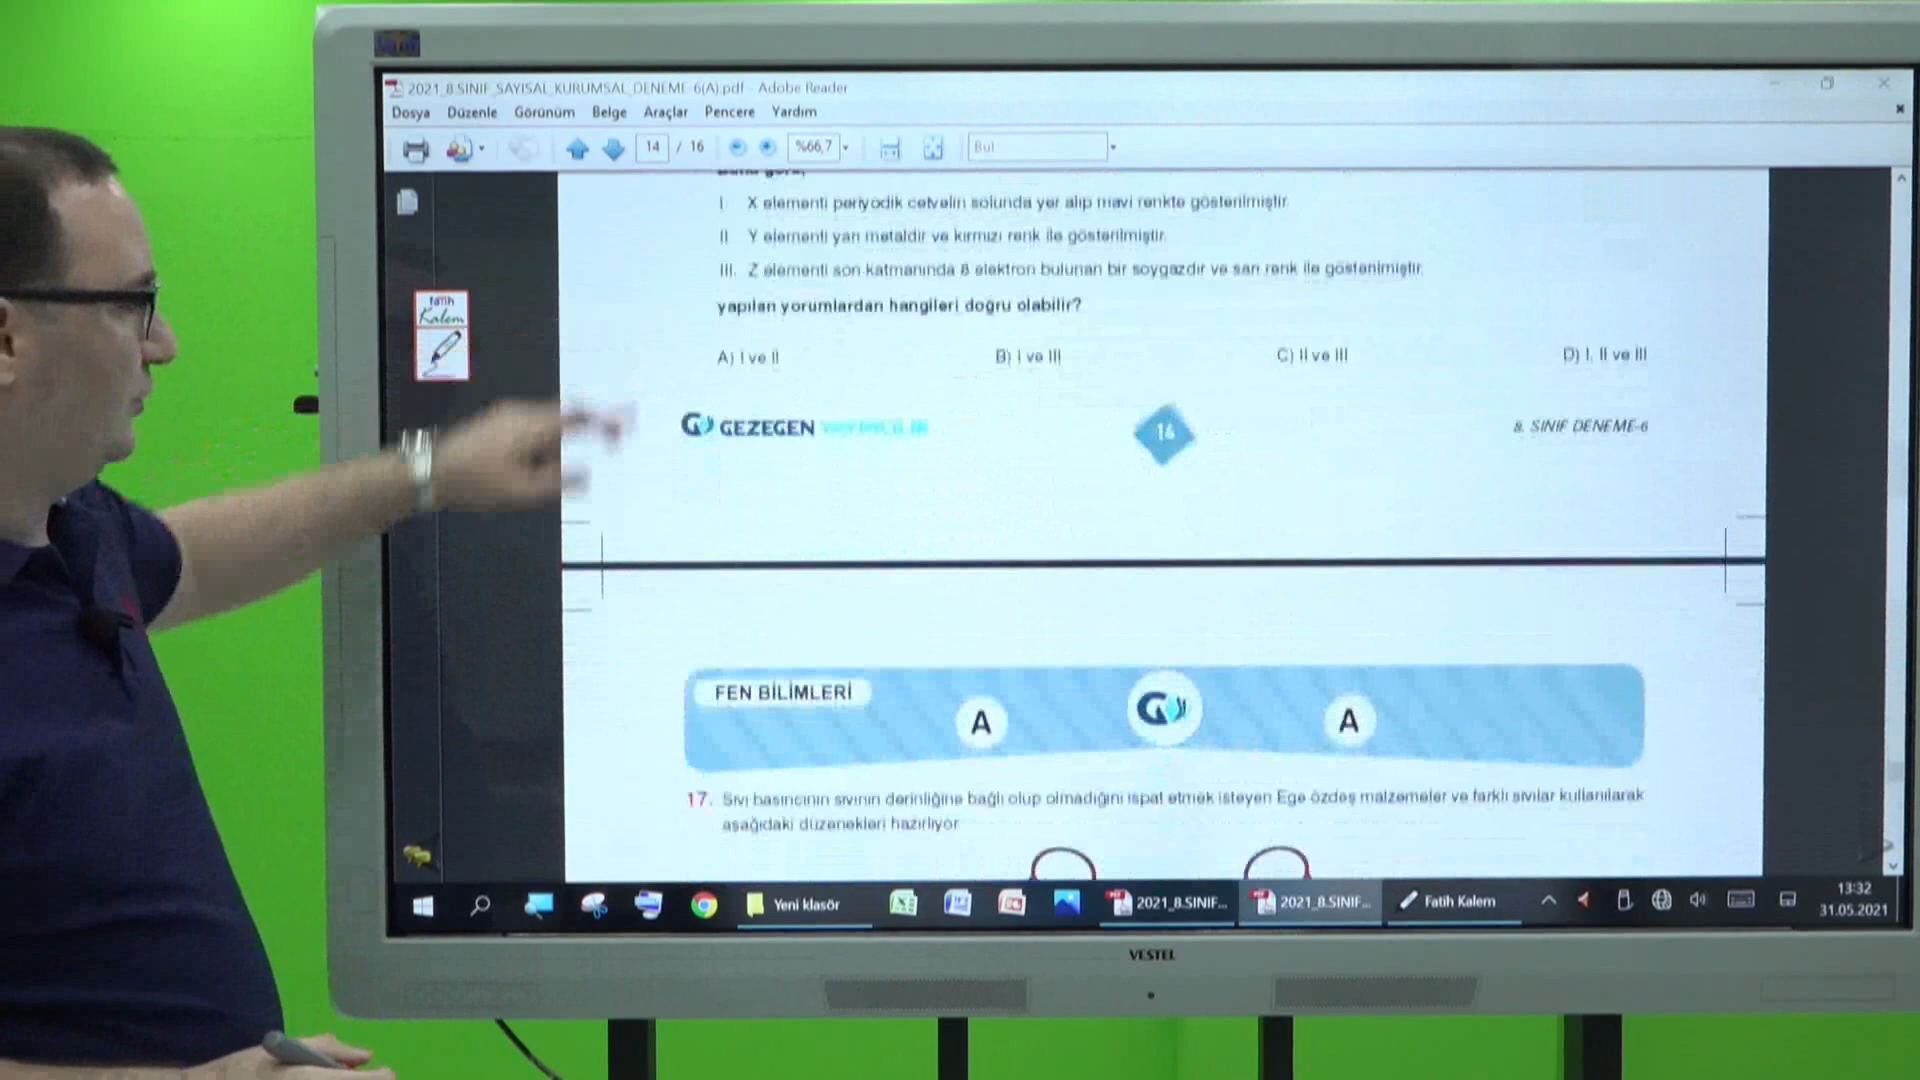 2021_8.SINIF_SAYISAL_KURUMSAL_DENEME-6(A).pdf - Adobe Reader
Dosya Düzenle Görünüm Belge Araçlar Pencere Yardım
14 / 16 %66,7 Bul
I X elementi periyodik cetvelin solunda yer alıp mavi renkte gösterilmiştir.
II Y elementi yarı metaldir ve kırmızı renk ile gösterilmiştir.
III. Z elementi son katmanında 8 elektron bulunan bir soygazdır ve sarı renk ile gösterilmiştir.
yapılan yorumlardan hangileri doğru olabilir?
A) I ve II B) I ve III C) II ve III D) I, II ve III
fatih
Kalem
GEZEGEN 14 8. SINIF DENEME-6
FEN BİLİMLERİ
A G A
17. Sıvı basıncının sıvının derinliğine bağlı olup olmadığını ispat etmek isteyen Ege özdeş malzemeler ve farklı sıvılar kullanılarak
aşağıdaki düzenekleri hazırlıyor
Yeni klasör 2021_8.SINIF... 2021_8.SINIF... Fatih Kalem
13:32
31.05.2021
VESTEL